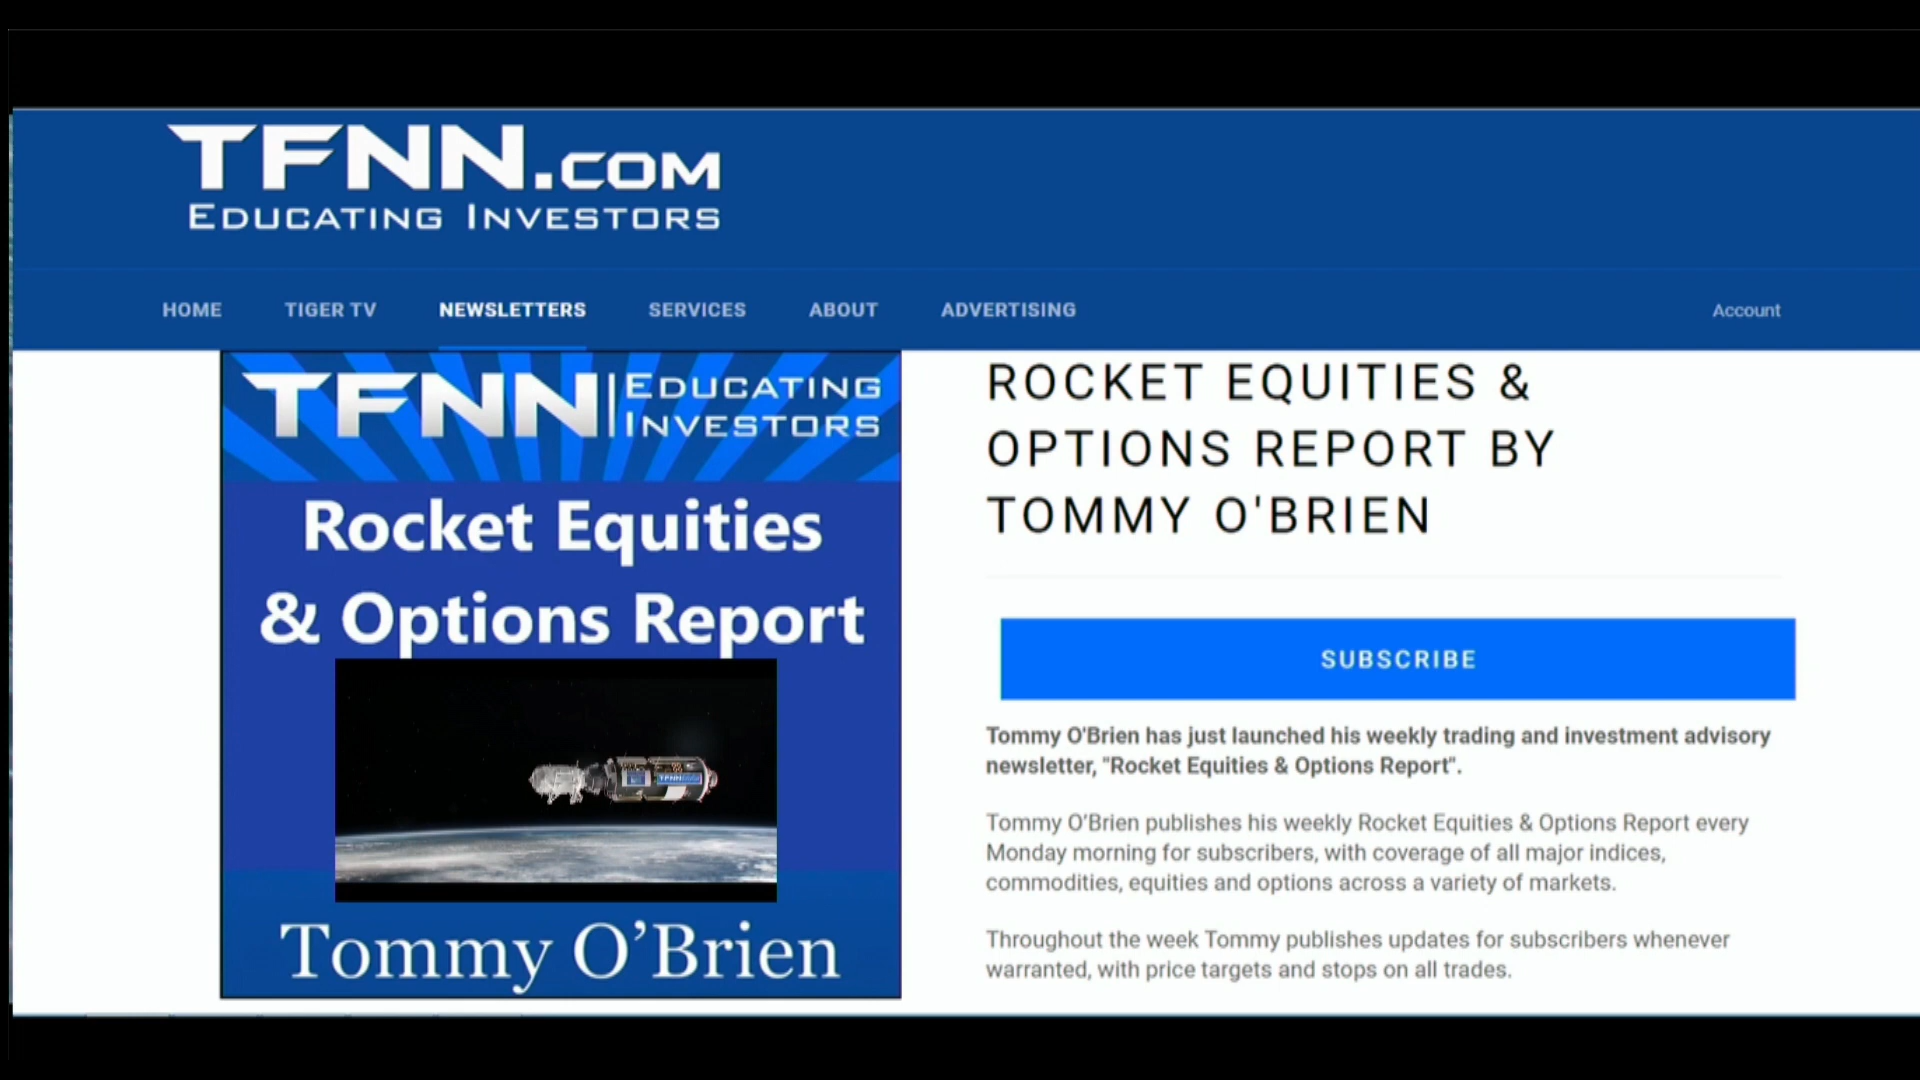 TFNN.COM
EDUCATING INVESTORS
HOME TIGER TV NEWSLETTERS SERVICES ABOUT ADVERTISING Account
TFNN EDUCATING
INVESTORS
Rocket Equities
& Options Report
TFNN
Tommy O’Brien
ROCKET EQUITIES &
OPTIONS REPORT BY
TOMMY O'BRIEN
SUBSCRIBE
Tommy O'Brien has just launched his weekly trading and investment advisory
newsletter, "Rocket Equities & Options Report".
Tommy O’Brien publishes his weekly Rocket Equities & Options Report every
Monday morning for subscribers, with coverage of all major indices,
commodities, equities and options across a variety of markets.
Throughout the week Tommy publishes updates for subscribers whenever
warranted, with price targets and stops on all trades.